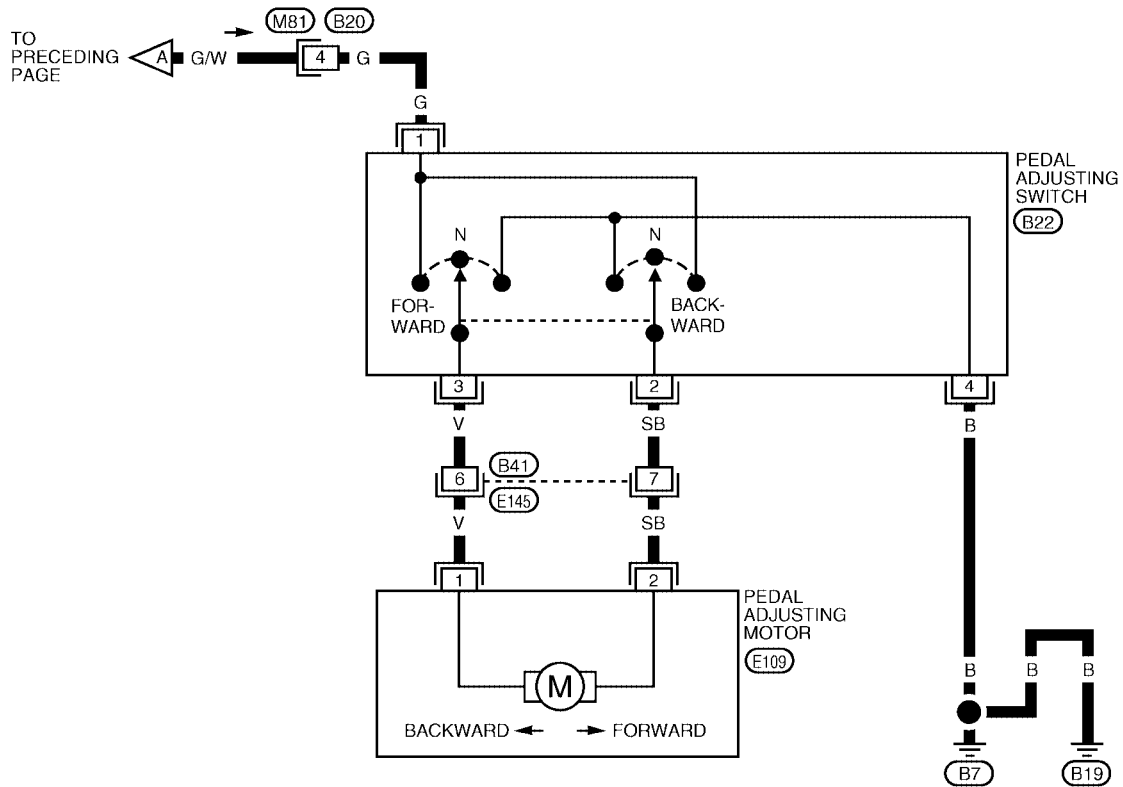 M81 B20
TO
PRECEDING
PAGE
A G/W 4 G
G
1
PEDAL
ADJUSTING
SWITCH
B22
N N
FOR-
WARD
BACK-
WARD
3 2 4
V SB B
6 B41 7
E145
V SB
1 2
PEDAL
ADJUSTING
MOTOR
E109
M
B B B
BACKWARD FORWARD
B7 B19